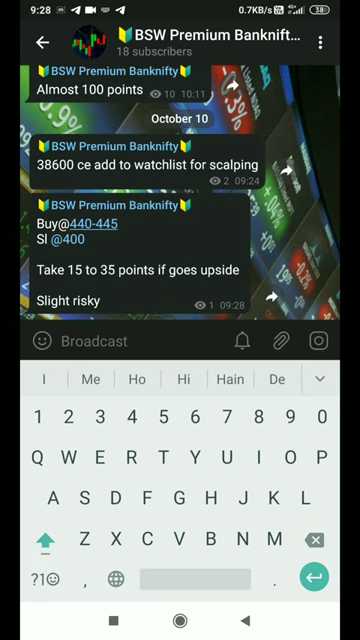 9:28
0.7KB/s
4G+
38
🔰BSW Premium Banknift...
18 subscribers
🔰BSW Premium Banknifty🔰
Almost 100 points
10 10:11
October 10
🔰BSW Premium Banknifty🔰
38600 ce add to watchlist for scalping
2 09:24
🔰BSW Premium Banknifty🔰
Buy@440-445
Sl @400
Take 15 to 35 points if goes upside
Slight risky
1 09:28
Broadcast
I Me Ho Hi Hain De
1 2 3 4 5 6 7 8 9 0
Q W E R T Y U I O P
A S D F G H J K L
Z X C V B N M
?1☺ , .